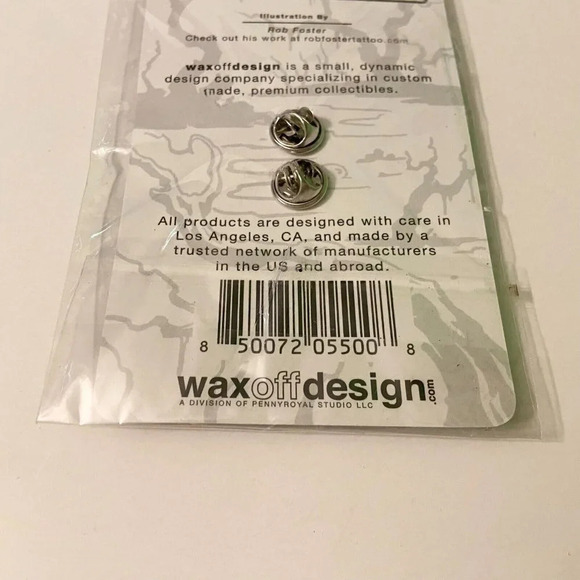 Illustration By
Rob Foster
Check out his work at robfostertattoo.com
waxoffdesign is a small, dynamic
design company specializing in custom
made, premium collectibles.
All products are designed with care in
Los Angeles, CA, and made by a
trusted network of manufacturers
in the US and abroad.
8 50072 05500 8
waxoffdesign.com
A DIVISION OF PENNYROYAL STUDIO LLC